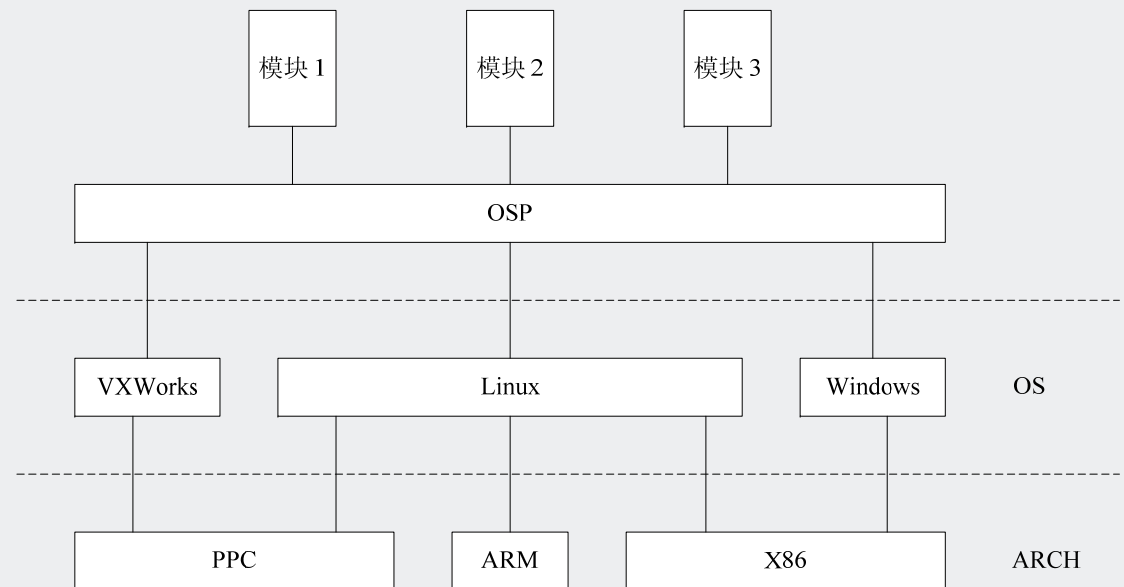 模块 1
模块 2
模块 3
OSP
VXWorks
Linux
Windows
OS
PPC
ARM
X86
ARCH